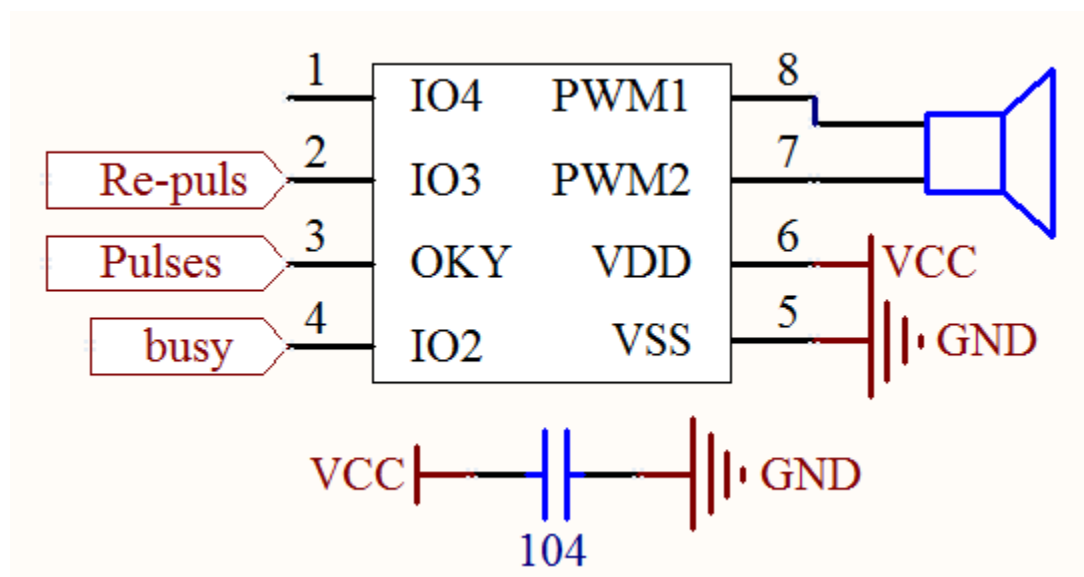 1 IO4 PWM1 8
Re-puls 2 IO3 PWM2 7
Pulses 3 OKY VDD 6 VCC
busy 4 IO2 VSS 5 GND
VCC GND
104